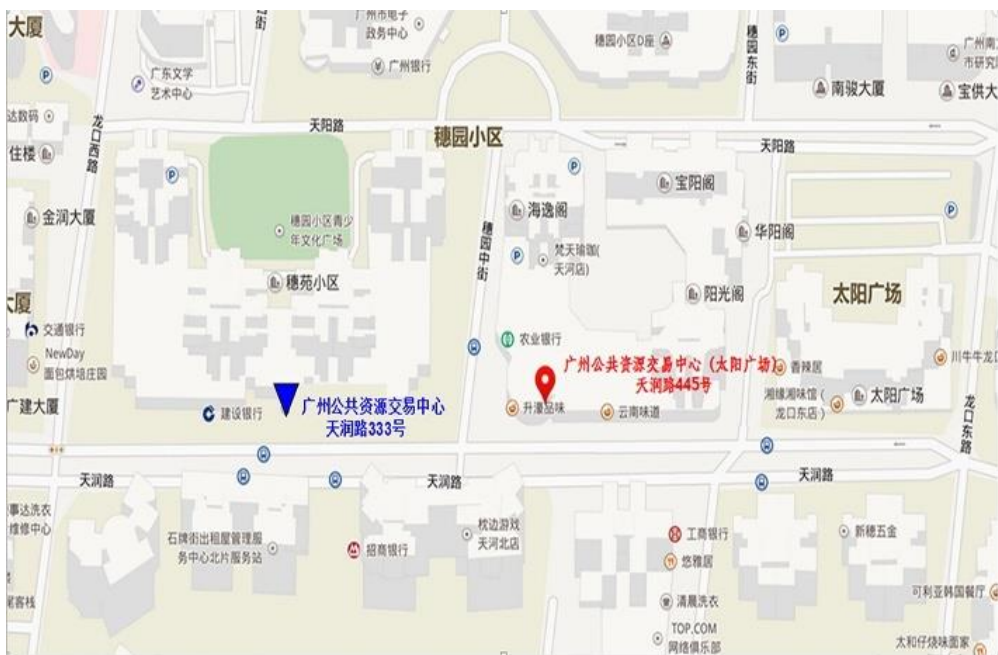 大厦
街
广州市电子
政务中心
广州银行
穗园小区D座
穗园东街
P
广州南
市研究
南骏大厦
宝供大
P
广东文学
艺术中心
达数码
龙口西路
住楼
天阳路
穗园小区
天阳路
P
P
宝阳阁
金润大厦
海逸阁
P
穗园小区青少
年文化广场
穗园中街
华阳阁
P
梵天瑜珈(
天河店)
穗苑小区
阳光阁
太阳广场
大厦
交通银行
农业银行
NewDay
面包烘培庄园
广州公共资源交易中心（太阳广场）
天润路445号
香辣居
川牛牛龙口
湘缘湘味馆（
龙口东店）
太阳广场
广建大厦
建设银行
广州公共资源交易中心
天润路333号
升濠品味
云南味道
龙口东路
天润路
天润路
天润路
事达洗衣
维修中心
石牌街出租屋管理服
务中心北片服务站
招商银行
枕边游戏
天河北店
工商银行
悠雅居
新穗五金
清晨洗衣
可利亚韩国餐厅
客栈
TOP.COM
网络俱乐部
太和仔烧味面家